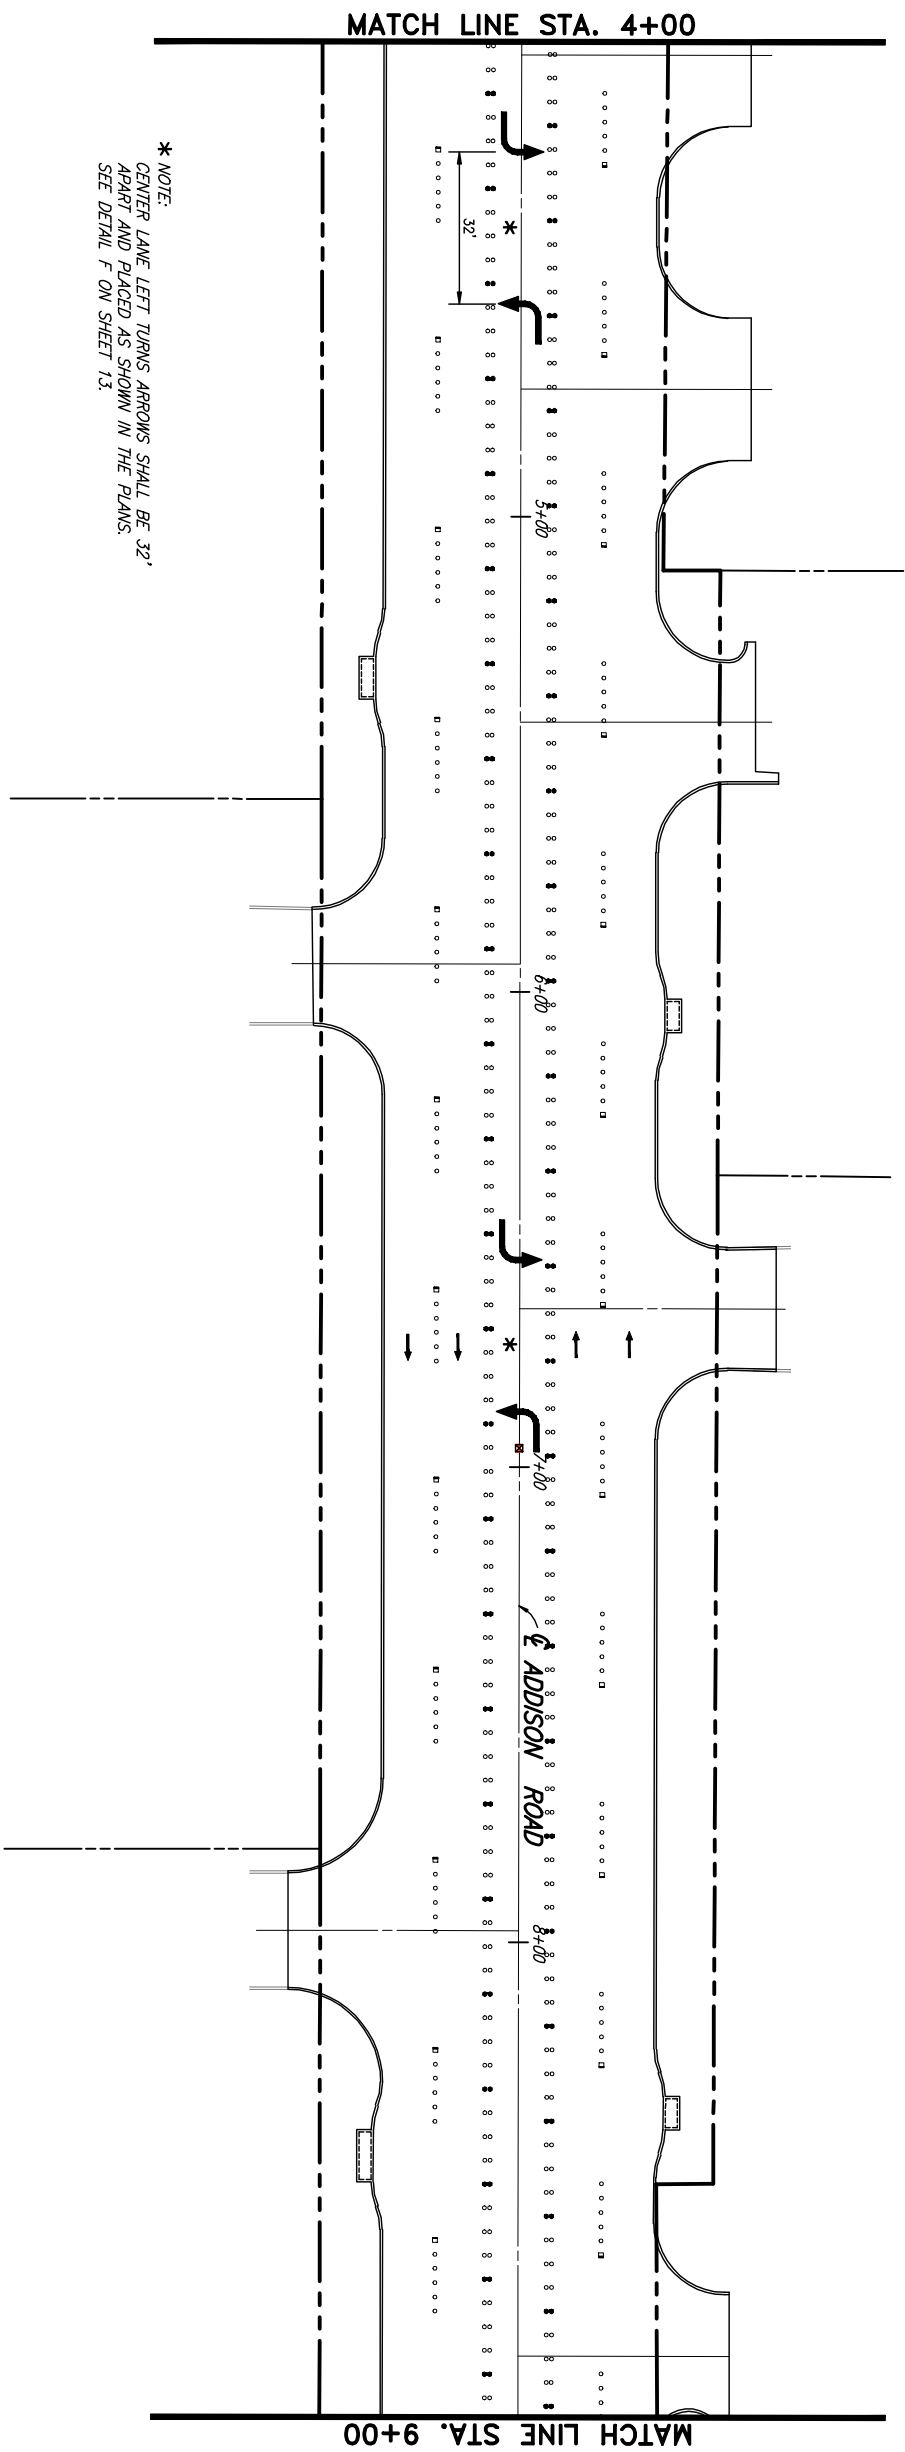 MATCH LINE STA. 4+00
* NOTE:
CENTER LANE LEFT TURNS ARROWS SHALL BE 32'
APART AND PLACED AS SHOWN IN THE PLANS.
SEE DETAIL F ON SHEET 13.
32'
*
5+00
6+00
*
7+00
℄ ADDISON ROAD
8+00
MATCH LINE STA. 9+00